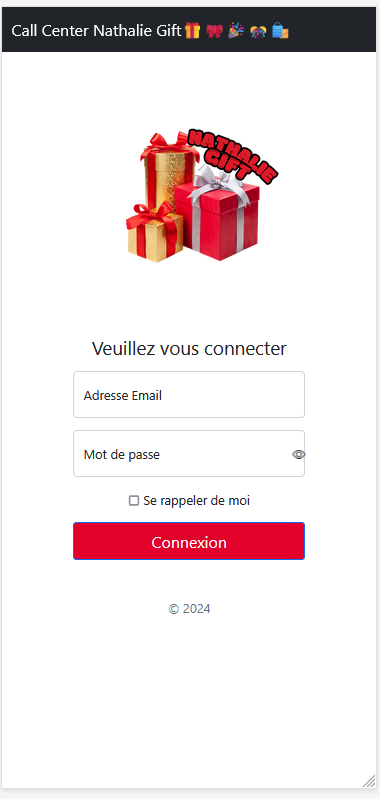 Call Center Nathalie Gift🎁 🎀 🎉 🎊 🛍️
NATHALIE
GIFT
Veuillez vous connecter
Adresse Email
Mot de passe
Se rappeler de moi
Connexion
© 2024